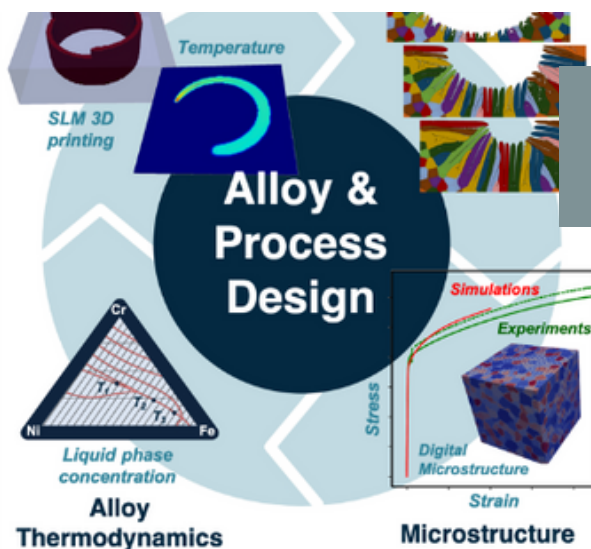 Temperature
SLM 3D
printing
Alloy &
Process
Design
Simulations
Experiments
Stress
Digital
Microstructure
Strain
Cr
T1
T2
T3
Ni
Fe
Liquid phase
concentration
Alloy
Thermodynamics
Microstructure